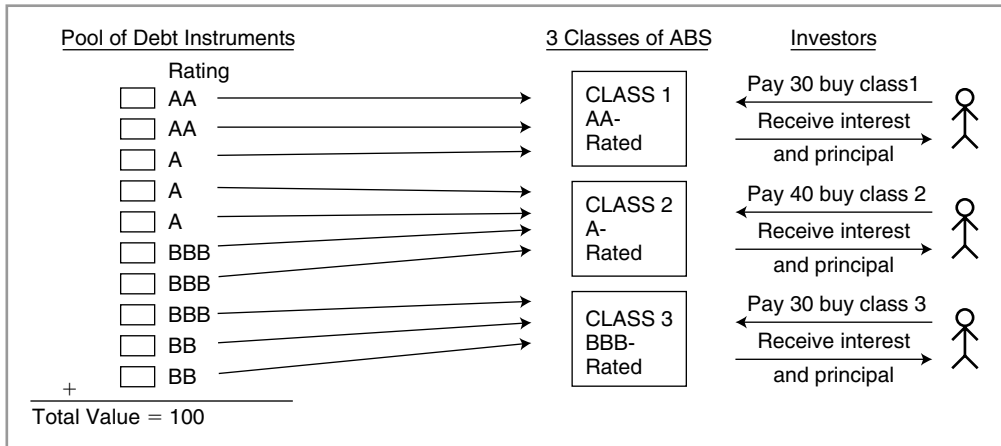 Pool of Debt Instruments
Rating
AA
AA
A
A
A
BBB
BBB
BBB
BB
BB
+
Total Value = 100
3 Classes of ABS
CLASS 1
AA-
Rated
CLASS 2
A-
Rated
CLASS 3
BBB-
Rated
Investors
Pay 30 buy class1
Receive interest
and principal
Pay 40 buy class 2
Receive interest
and principal
Pay 30 buy class 3
Receive interest
and principal